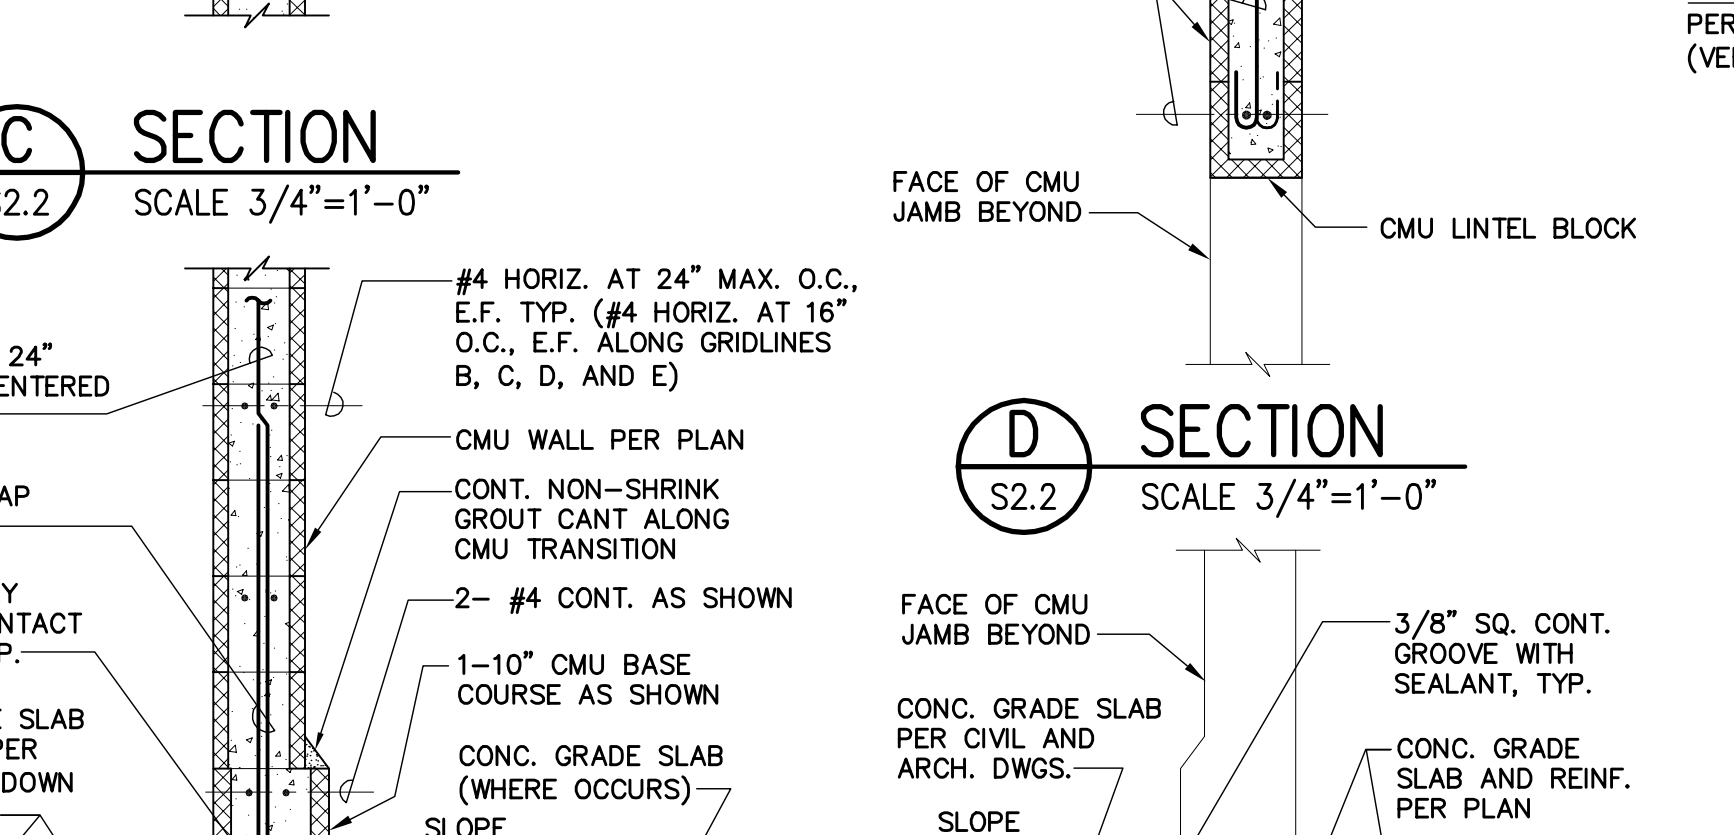 C
SECTION
S2.2
SCALE 3/4"=1'-0"
24"
ENTERED
AP
Y
NTACT
P.
E SLAB
PER
DOWN
#4 HORIZ. AT 24" MAX. O.C.,
E.F. TYP. (#4 HORIZ. AT 16"
O.C., E.F. ALONG GRIDLINES
B, C, D, AND E)
CMU WALL PER PLAN
CONT. NON-SHRINK
GROUT CANT ALONG
CMU TRANSITION
2- #4 CONT. AS SHOWN
1-10" CMU BASE
COURSE AS SHOWN
CONC. GRADE SLAB
(WHERE OCCURS)
SLOPE
FACE OF CMU
JAMB BEYOND
CMU LINTEL BLOCK
PER
(VE
D
SECTION
S2.2
SCALE 3/4"=1'-0"
FACE OF CMU
JAMB BEYOND
CONC. GRADE SLAB
PER CIVIL AND
ARCH. DWGS.
SLOPE
3/8" SQ. CONT.
GROOVE WITH
SEALANT, TYP.
CONC. GRADE
SLAB AND REINF.
PER PLAN